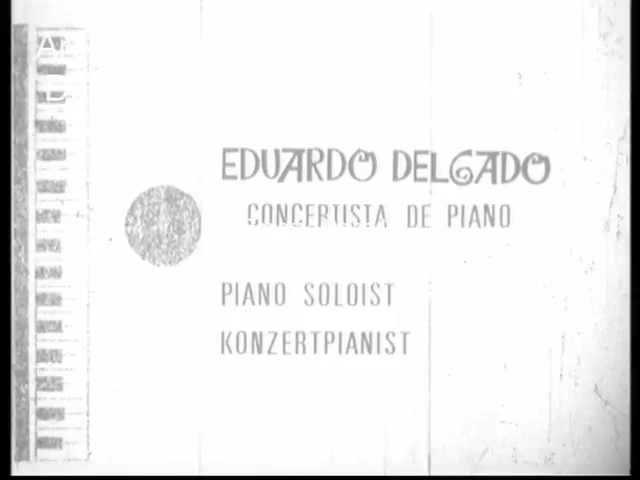 EDUARDO DELGADO
CONCERTISTA DE PIANO
PIANO SOLOIST
KONZERTPIANIST